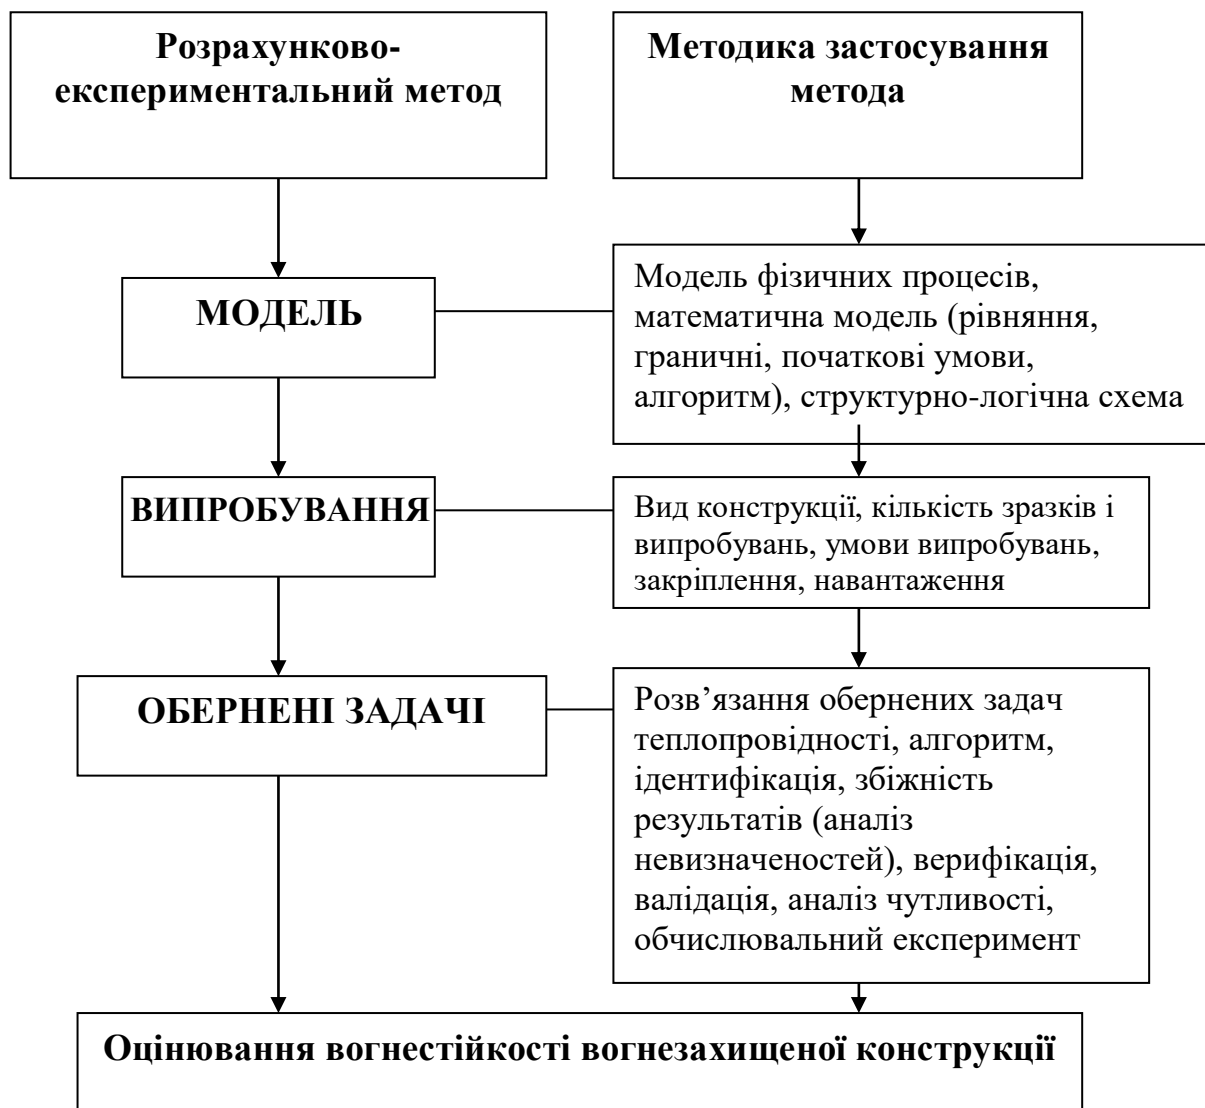 Розрахунково-
експериментальний метод
Методика застосування
метода
МОДЕЛЬ
Модель фізичних процесів,
математична модель (рівняння,
граничні, початкові умови,
алгоритм), структурно-логічна схема
ВИПРОБУВАННЯ
Вид конструкції, кількість зразків і
випробувань, умови випробувань,
закріплення, навантаження
ОБЕРНЕНІ ЗАДАЧІ
Розв’язання обернених задач
теплопровідності, алгоритм,
ідентифікація, збіжність
результатів (аналіз
невизначеностей), верифікація,
валідація, аналіз чутливості,
обчислювальний експеримент
Оцінювання вогнестійкості вогнезахищеної конструкції